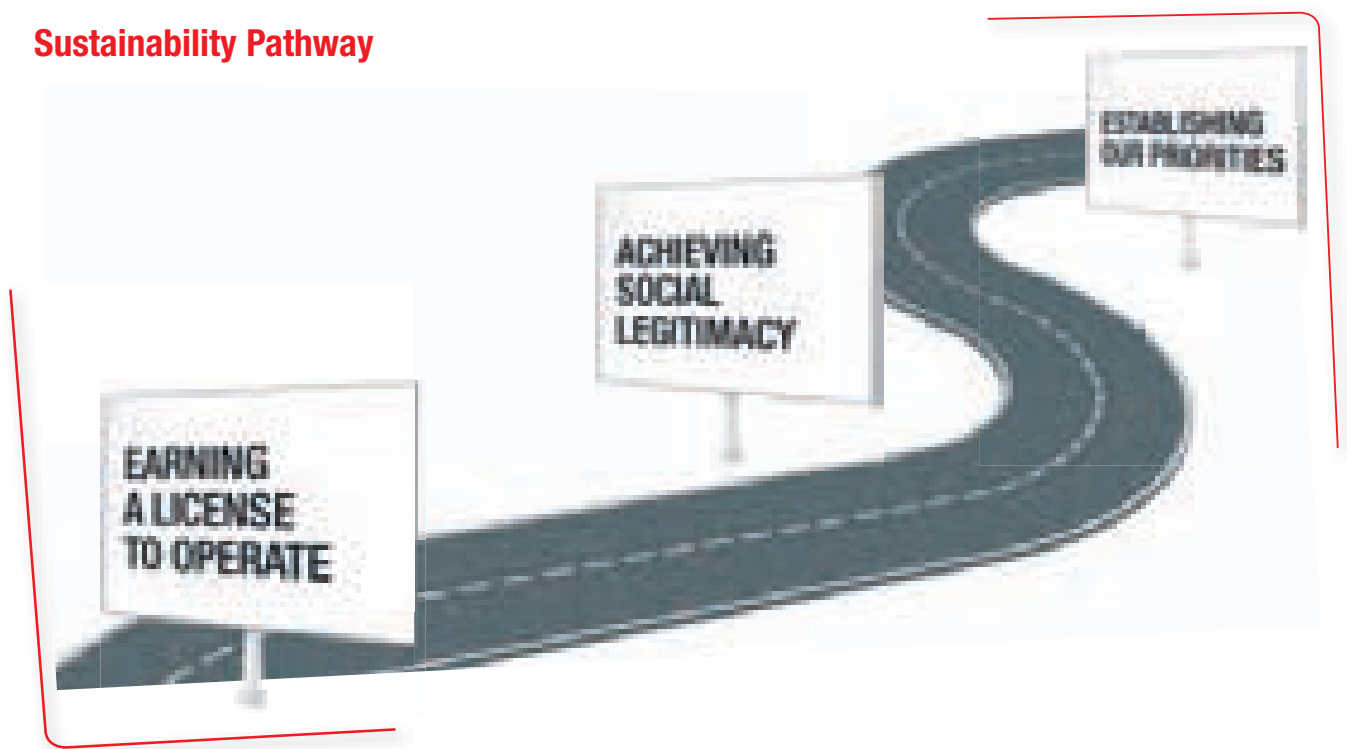 Sustainability Pathway
ESTABLISHING
OUR PRIORITIES
ACHIEVING
SOCIAL
LEGITIMACY
EARNING
A LICENSE
TO OPERATE